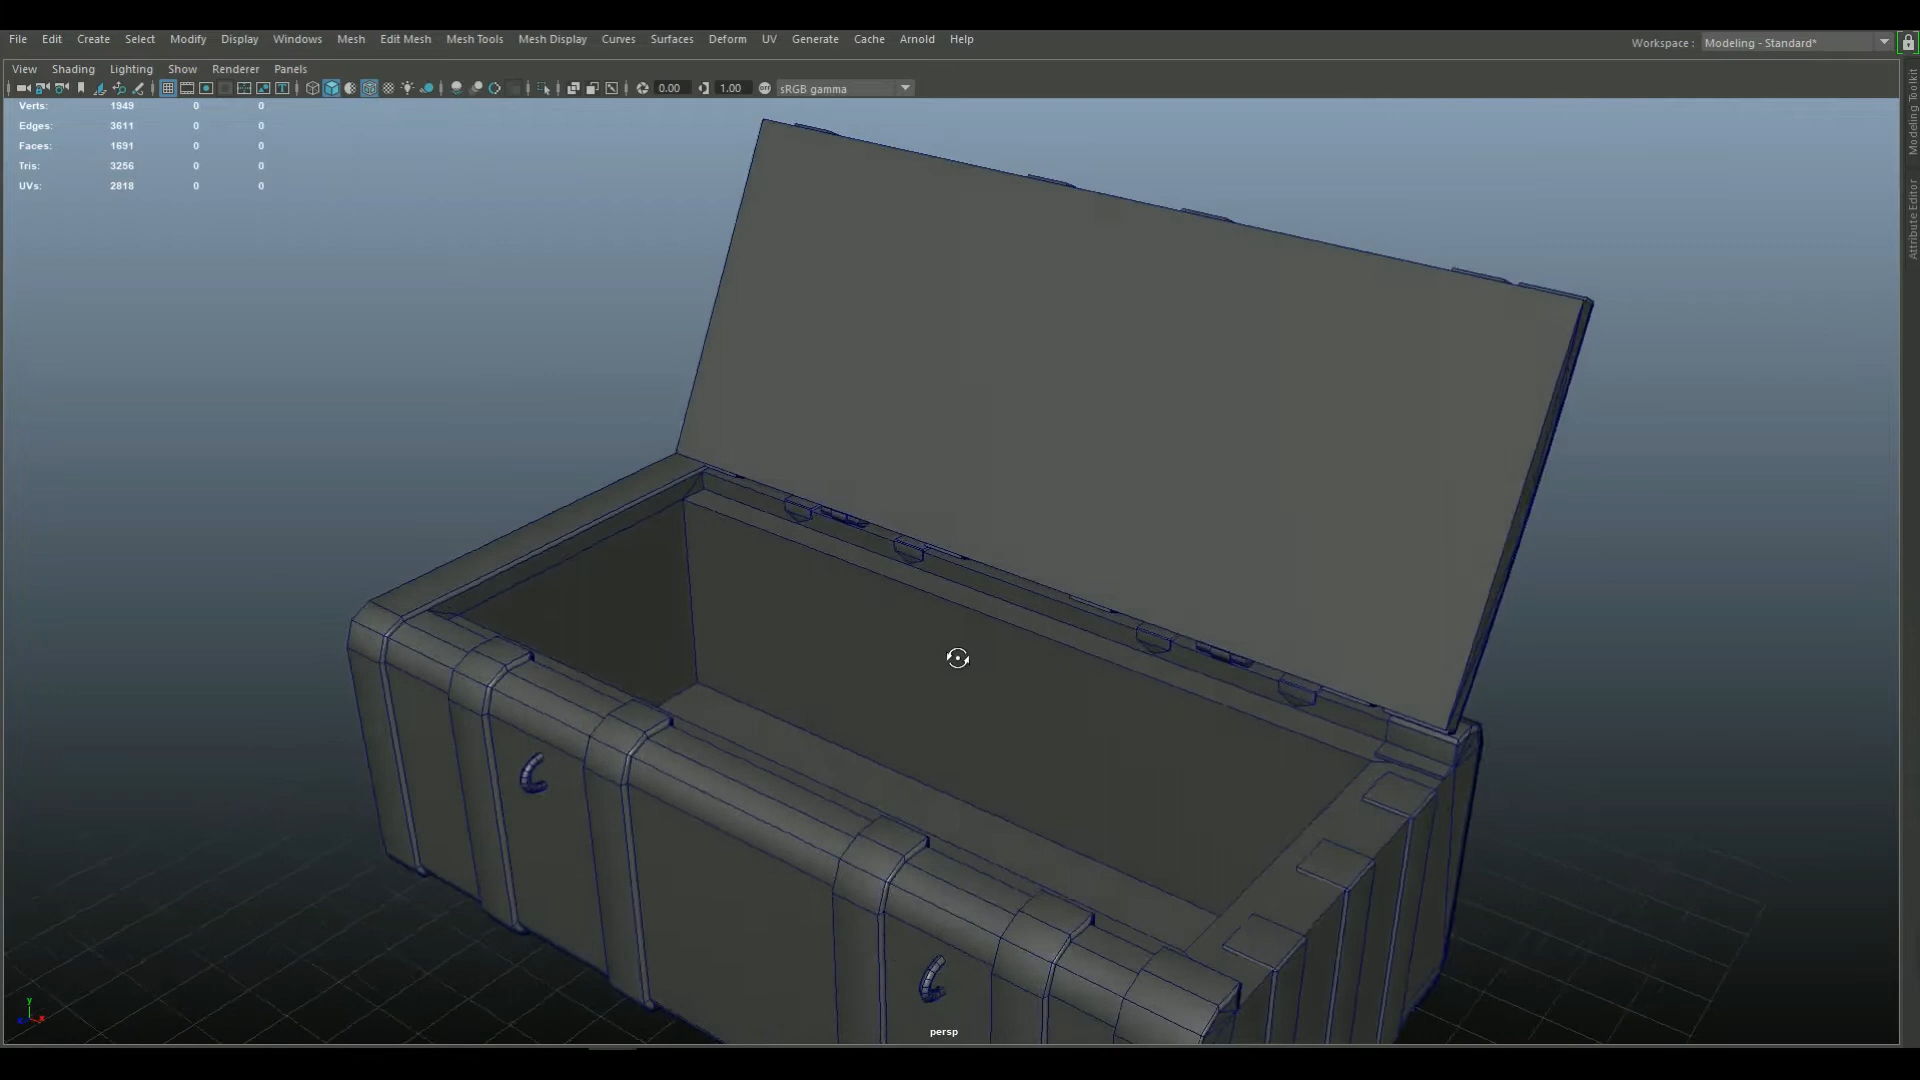 File Edit Create Select Modify Display Windows Mesh Edit Mesh Mesh Tools Mesh Display Curves Surfaces Deform UV Generate Cache Arnold Help
Workspace : Modeling - Standard*
View Shading Lighting Show Renderer Panels
0.00 1.00 sRGB gamma
Verts: 1949 0 0
Edges: 3611 0 0
Faces: 1691 0 0
Tris: 3256 0 0
UVs: 2818 0 0
Modeling Toolkit
Attribute Editor
y
x
persp